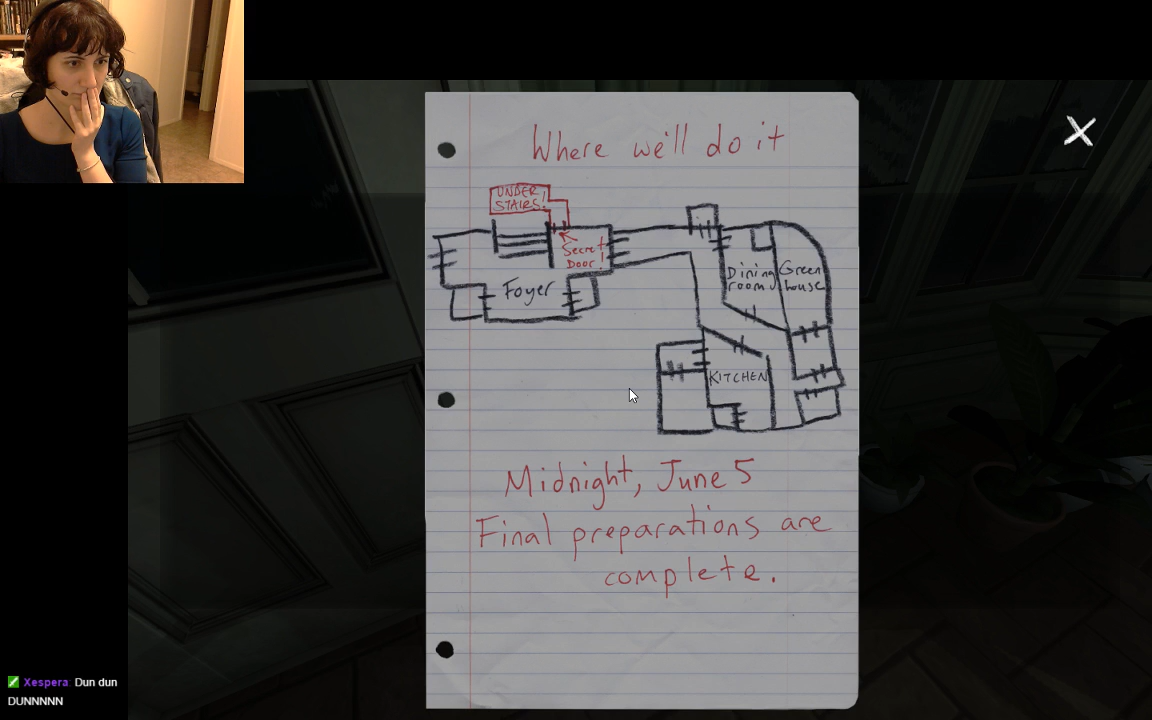 Where we'll do it
UNDER
STAIRS!
Secret
DOOR!
Foyer
Dining
room
Green
house
KITCHEN
Midnight, June 5
Final preparations are
complete.
Xespera: Dun dun
DUNNNNN